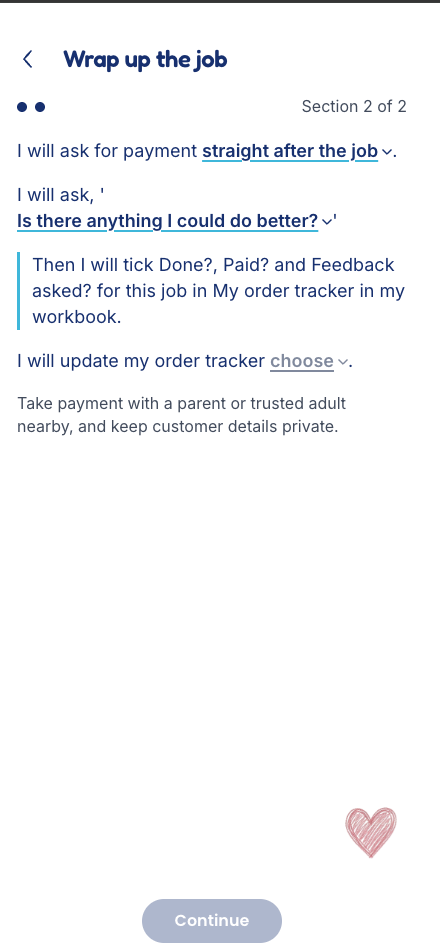 Wrap up the job
Section 2 of 2
I will ask for payment straight after the job.
I will ask, '
Is there anything I could do better?'
Then I will tick Done?, Paid? and Feedback
asked? for this job in My order tracker in my
workbook.
I will update my order tracker choose.
Take payment with a parent or trusted adult
nearby, and keep customer details private.
Continue